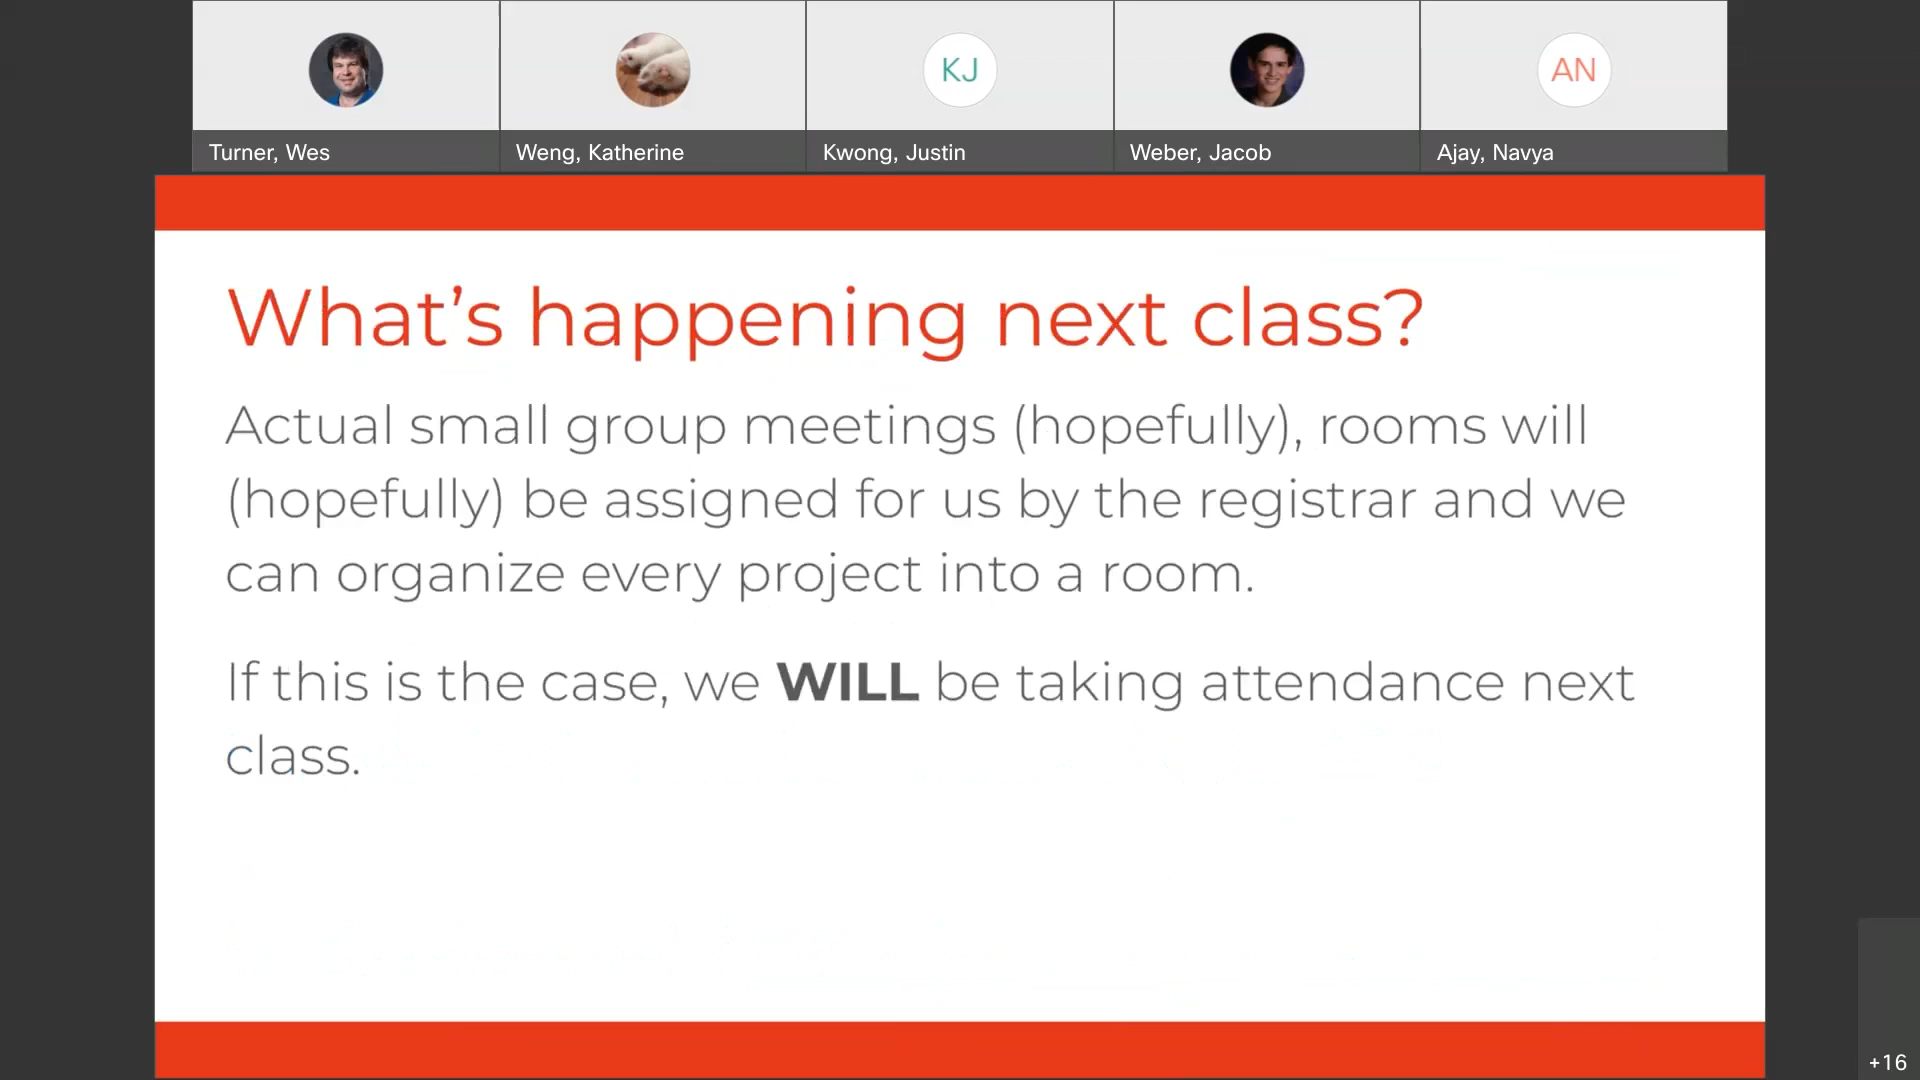 KJ
AN
Turner, Wes
Weng, Katherine
Kwong, Justin
Weber, Jacob
Ajay, Navya
What’s happening next class?
Actual small group meetings (hopefully), rooms will
(hopefully) be assigned for us by the registrar and we
can organize every project into a room.
If this is the case, we WILL be taking attendance next
class.
+16